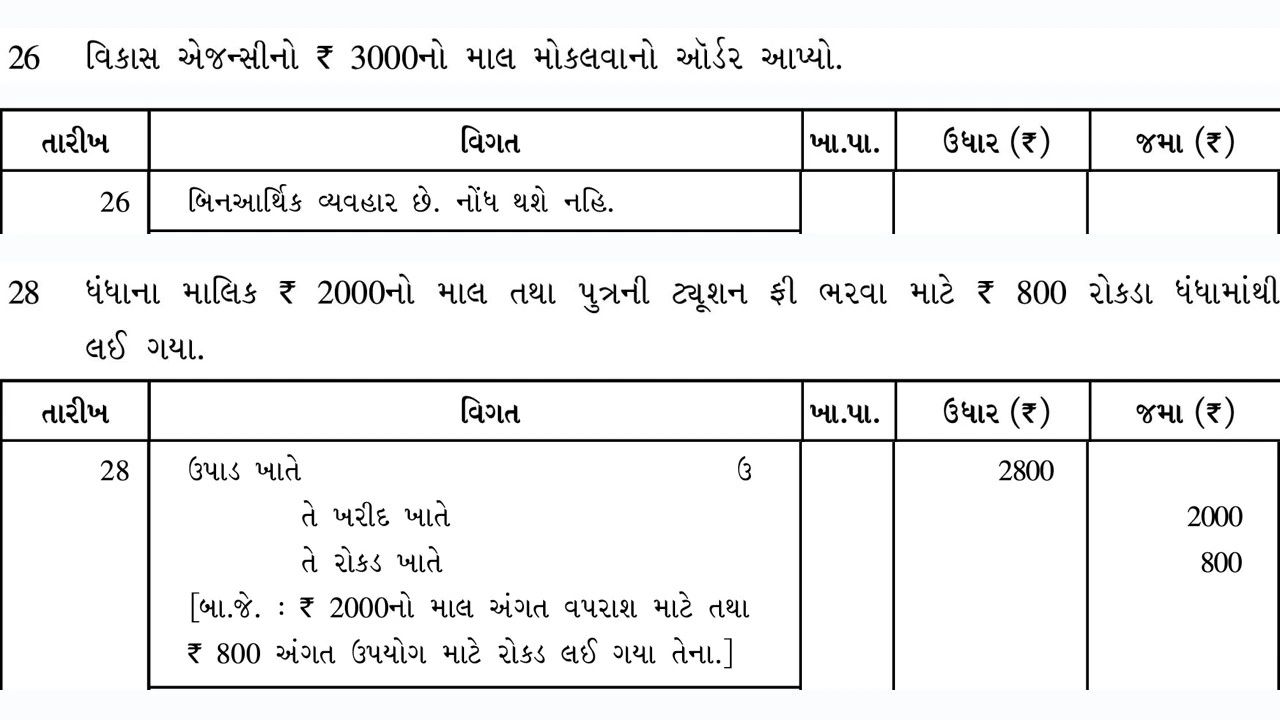 26 વિકાસ એજન્સીનો ₹ 3000નો માલ મોકલવાનો ઑર્ડર આપ્યો.
તારીખ વિગત ખા.પા. ઉધાર (₹) જમા (₹)
26 બિનઆર્થિક વ્યવહાર છે. નોંધ થશે નહિ.
28 ધંધાના માલિક ₹ 2000નો માલ તથા પુત્રની ટ્યૂશન ફી ભરવા માટે ₹ 800 રોકડા ધંધામાંથી
લઈ ગયા.
તારીખ વિગત ખા.પા. ઉધાર (₹) જમા (₹)
28 ઉપાડ ખાતે ઉ 2800
તે ખરીદ ખાતે 2000
તે રોકડ ખાતે 800
[બા.જે. : ₹ 2000નો માલ અંગત વપરાશ માટે તથા
₹ 800 અંગત ઉપયોગ માટે રોકડ લઈ ગયા તેના.]